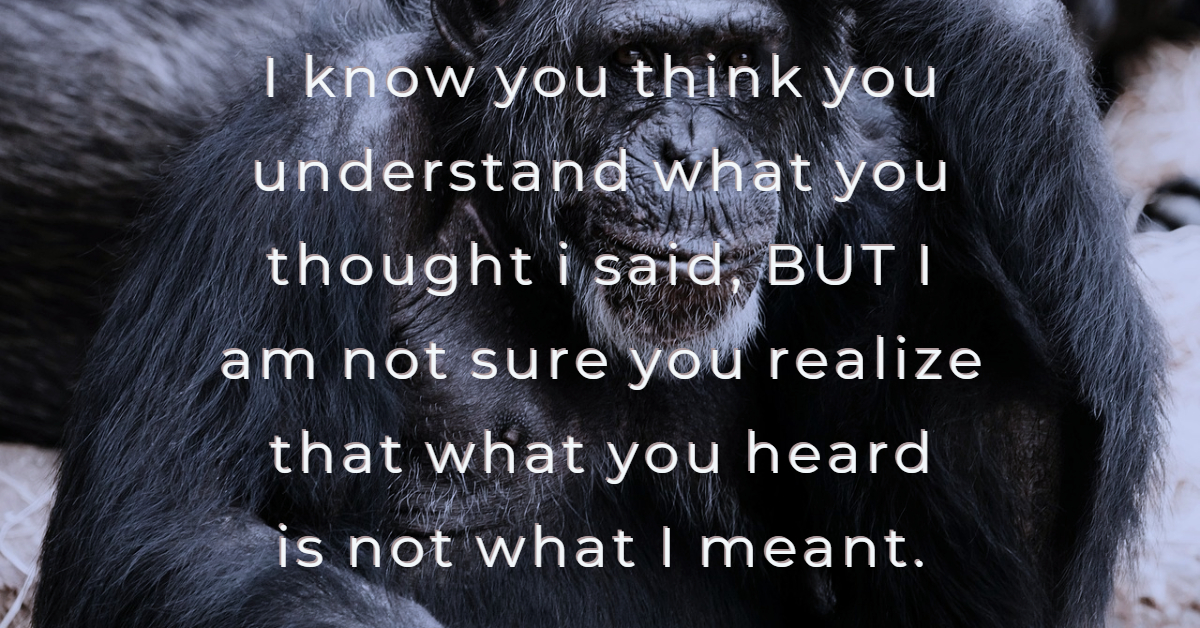 I know you think you
understand what you
thought i said, BUT I
am not sure you realize
that what you heard
is not what I meant.